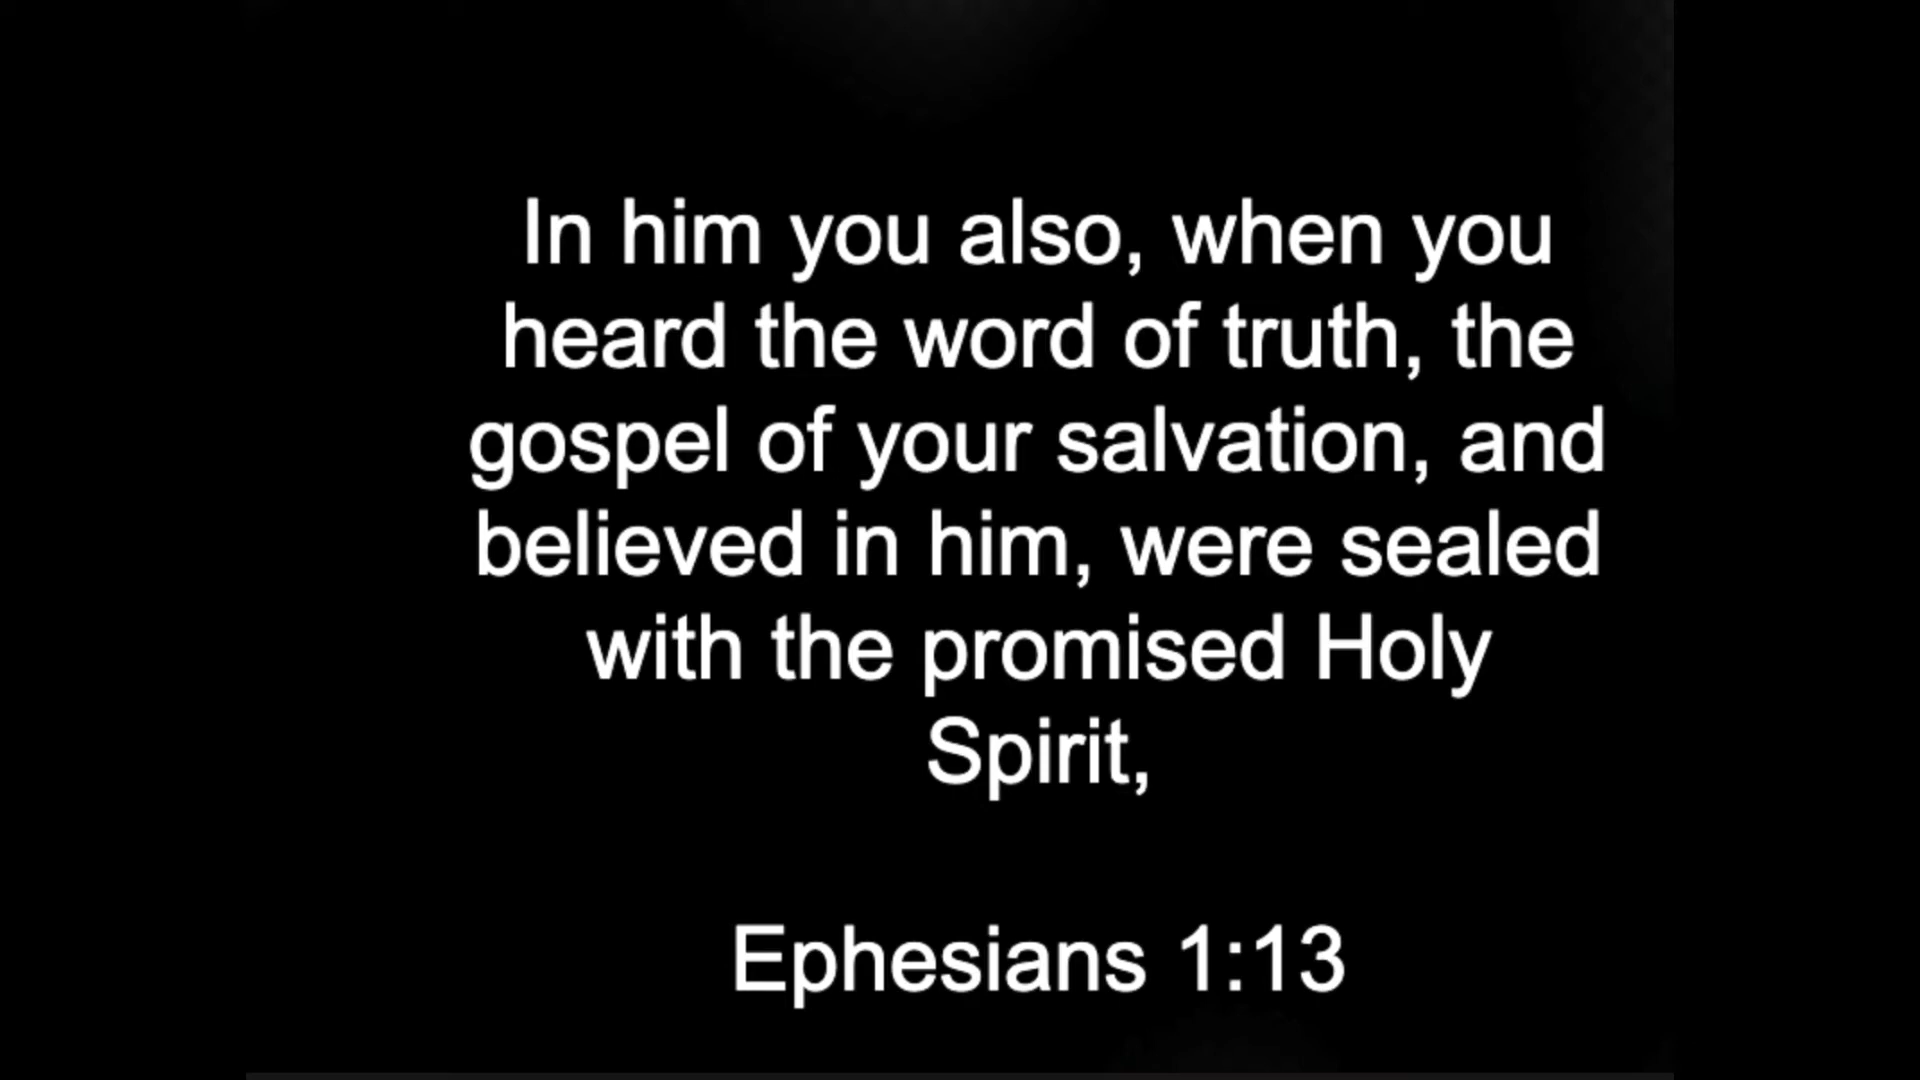 In him you also, when you
heard the word of truth, the
gospel of your salvation, and
believed in him, were sealed
with the promised Holy
Spirit,
Ephesians 1:13